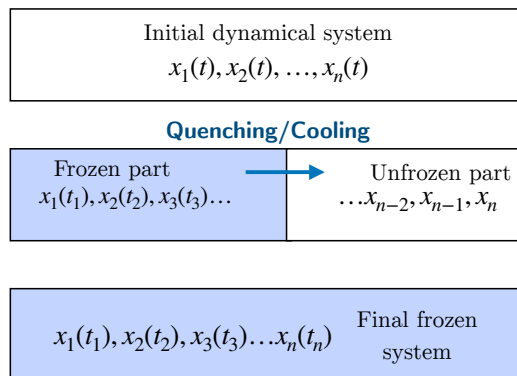 Initial dynamical system
x₁(t), x₂(t), …, xₙ(t)
Quenching/Cooling
Frozen part
x₁(t₁), x₂(t₂), x₃(t₃)…
Unfrozen part
…xₙ₋₂, xₙ₋₁, xₙ
x₁(t₁), x₂(t₂), x₃(t₃)…xₙ(tₙ)
Final frozen
system